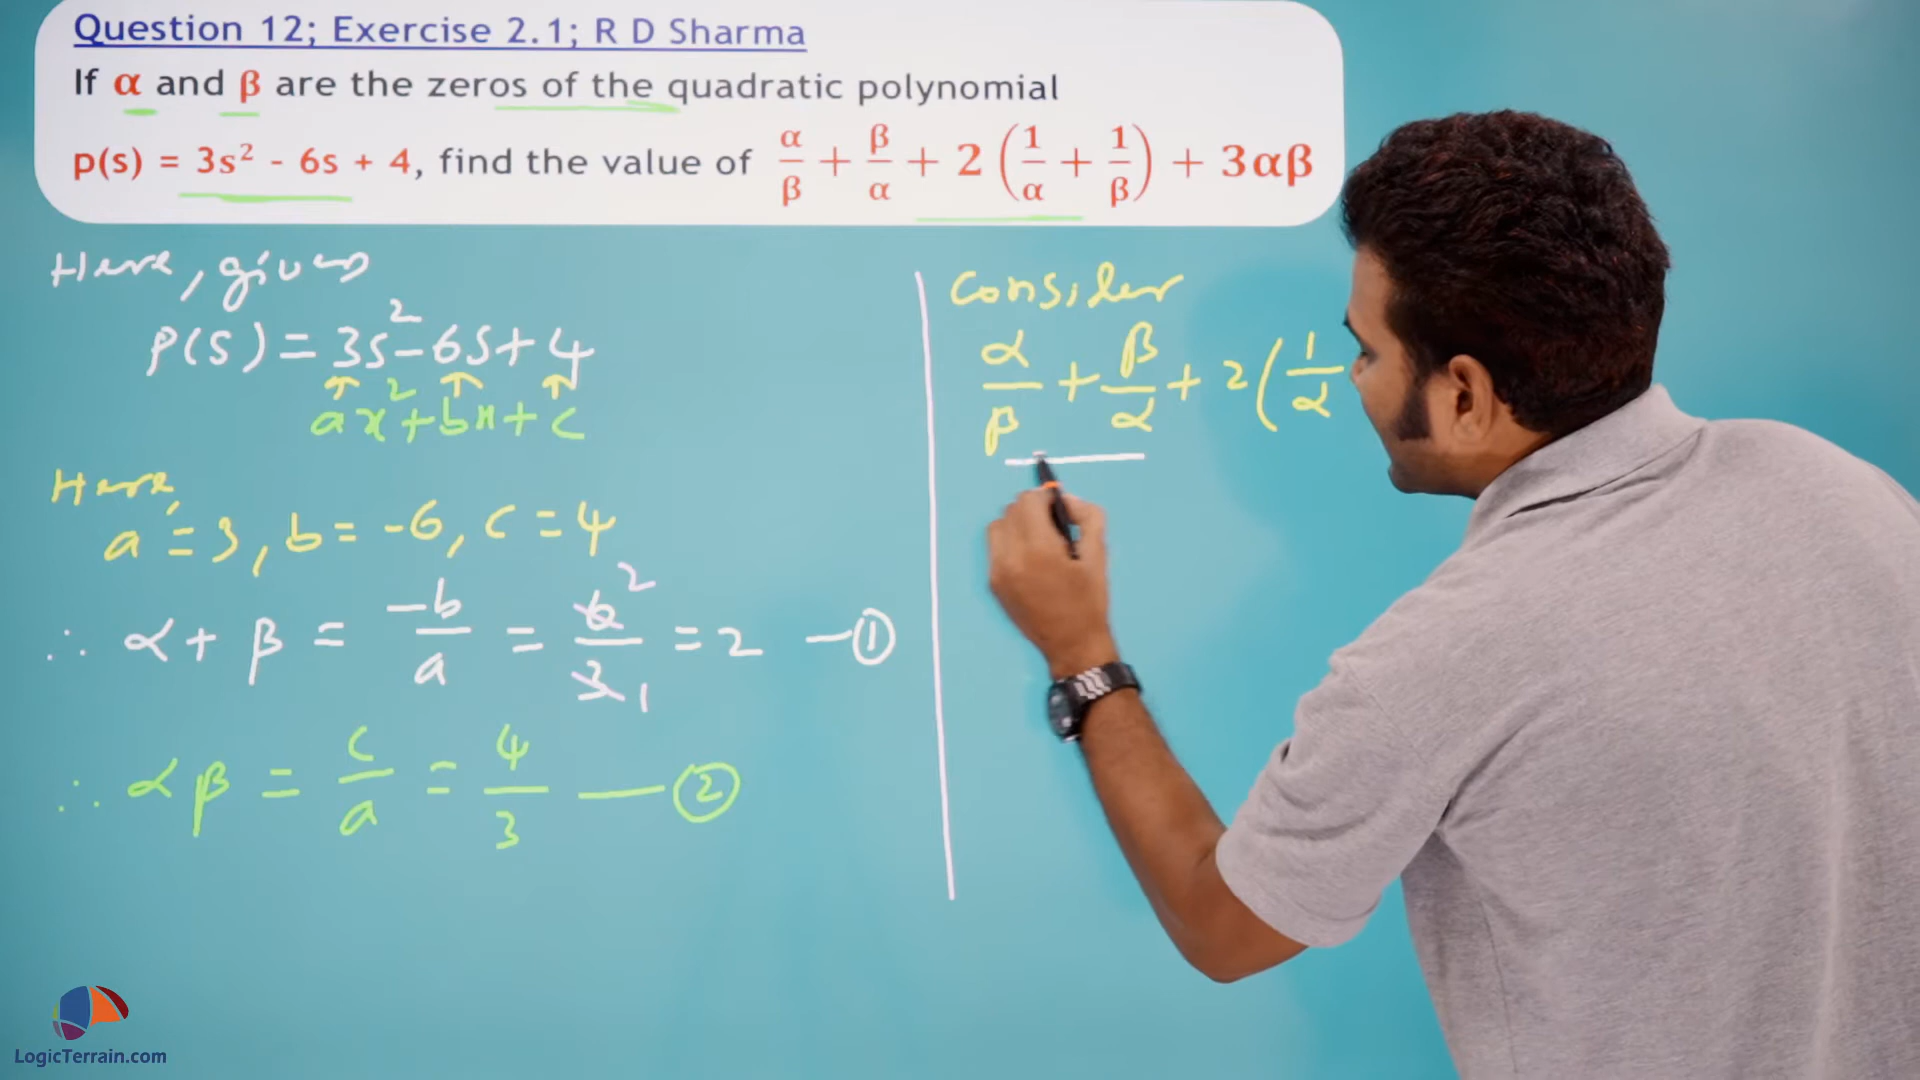 Question 12; Exercise 2.1; R D Sharma
If α and β are the zeros of the quadratic polynomial
p(s) = 3s² - 6s + 4, find the value of α/β + β/α + 2(1/α + 1/β) + 3αβ
Here, given
P(S) = 3s² - 6s + 4
ax² + bx + c
Here,
a = 3, b = -6, c = 4
∴ α + β = -b/a = 6/3 = 2 — ①
2
1
∴ αβ = c/a = 4/3 — ②
Consider
α/β + β/α + 2(1/α
LogicTerrain.com